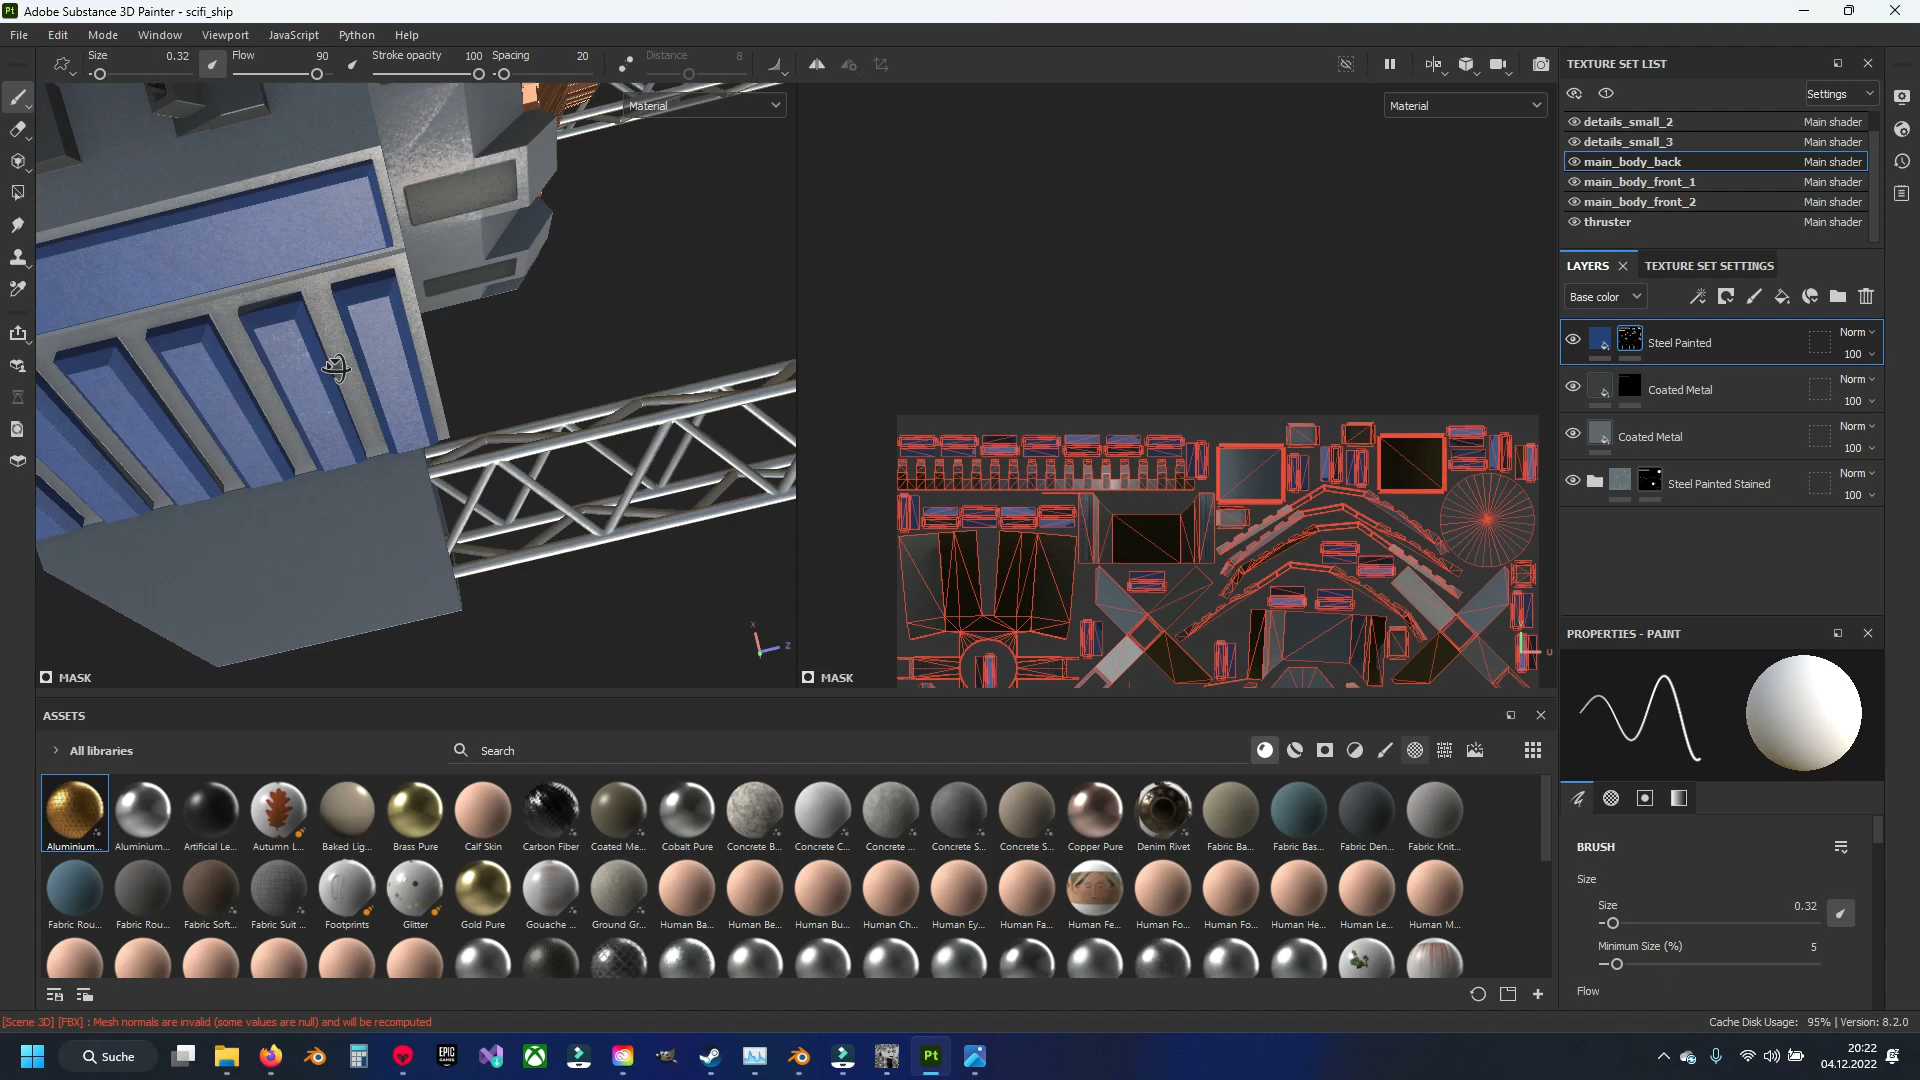 Pt Adobe Substance 3D Painter - scifi_ship
File Edit Mode Window Viewport JavaScript Python Help
Size 0.32 Flow 90 Stroke opacity 100 Spacing 20 Distance 8
Material
Material
MASK
MASK
X
Z
U
TEXTURE SET LIST
Settings
details_small_2 Main shader
details_small_3 Main shader
main_body_back Main shader
main_body_front_1 Main shader
main_body_front_2 Main shader
thruster Main shader
LAYERS TEXTURE SET SETTINGS
Base color
Steel Painted Norm 100
Coated Metal Norm 100
Coated Metal Norm 100
Steel Painted Stained Norm 100
PROPERTIES - PAINT
BRUSH
Size
Size 0.32
Minimum Size (%) 5
Flow
ASSETS
All libraries Search
Aluminium... Aluminium... Artificial Le... Autumn L... Baked Lig... Brass Pure Calf Skin Carbon Fiber Coated Me... Cobalt Pure Concrete B... Concrete C... Concrete ... Concrete S... Concrete S... Copper Pure Denim Rivet Fabric Ba... Fabric Bas... Fabric Den... Fabric Knit...
Fabric Rou... Fabric Rou... Fabric Soft... Fabric Suit ... Footprints Glitter Gold Pure Gouache ... Ground Gr... Human Ba... Human Be... Human Bu... Human Ch... Human Ey... Human Fa... Human Fe... Human Fo... Human Fo... Human He... Human Le... Human M...
[Scene 3D] [FBX] : Mesh normals are invalid (some values are null) and will be recomputed
Cache Disk Usage: 95% | Version: 8.2.0
Suche
EPIC GAMES
Pt
20:22
04.12.2022